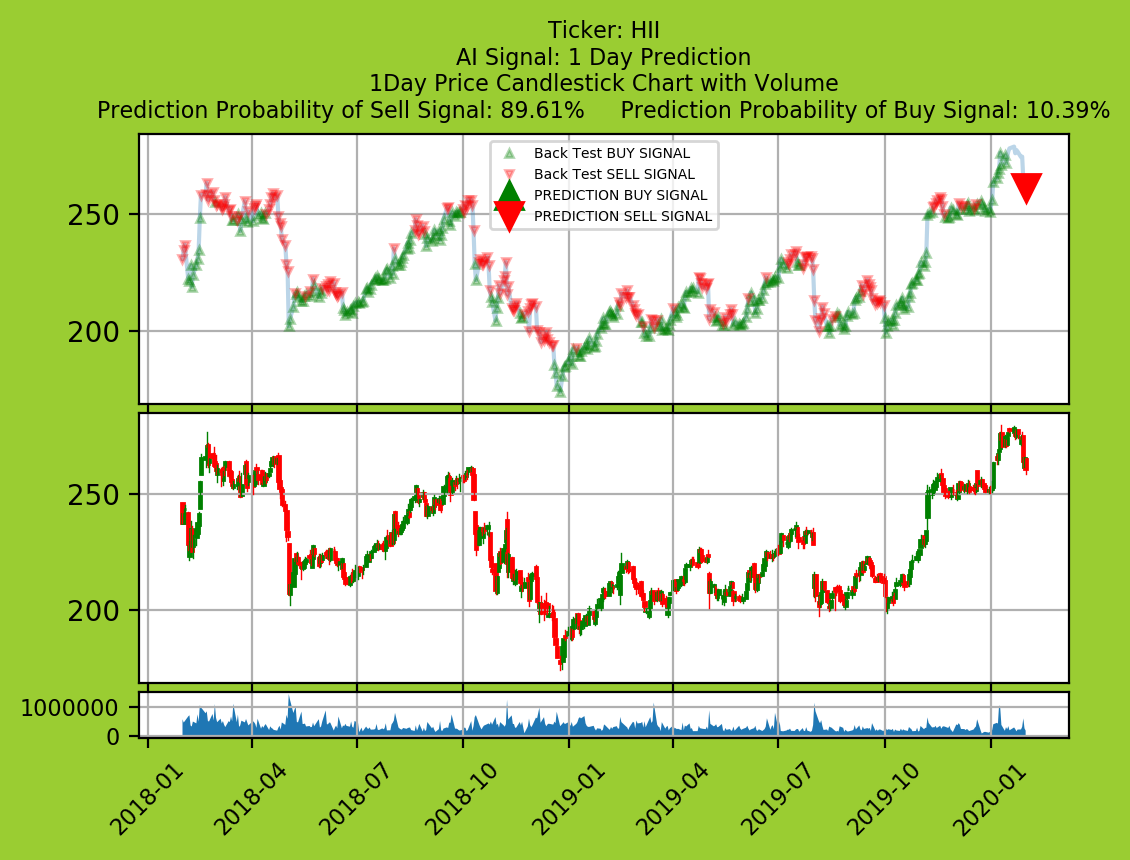 Ticker: HII
AI Signal: 1 Day Prediction
1Day Price Candlestick Chart with Volume
Prediction Probability of Sell Signal: 89.61%     Prediction Probability of Buy Signal: 10.39%
Back Test BUY SIGNAL
Back Test SELL SIGNAL
PREDICTION BUY SIGNAL
PREDICTION SELL SIGNAL
250
200
250
200
1000000
0
2018-01 2018-04 2018-07 2018-10 2019-01 2019-04 2019-07 2019-10 2020-01